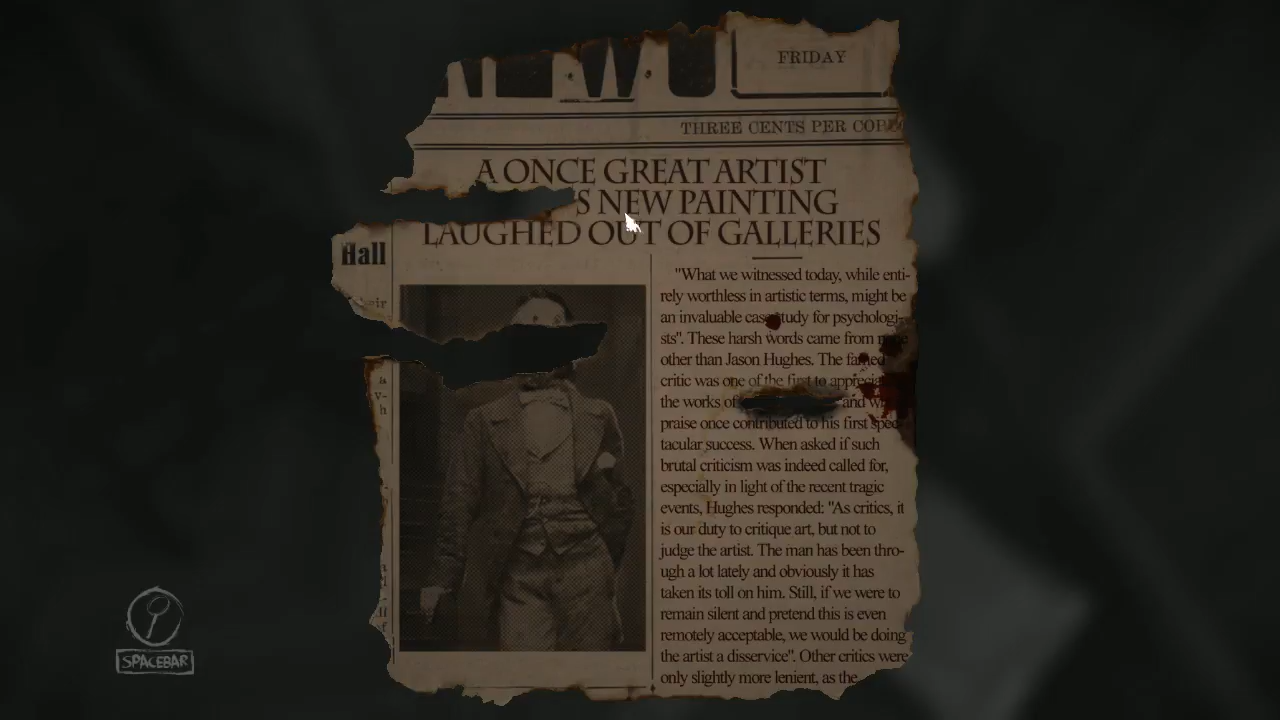 FRIDAY
THREE CENTS PER COPY
A ONCE GREAT ARTIST
'S NEW PAINTING
LAUGHED OUT OF GALLERIES
Hall
"What we witnessed today, while enti-
rely worthless in artistic terms, might be
an invaluable case study for psychologi-
sts". These harsh words came from none
other than Jason Hughes. The famed
critic was one of the first to apprecia
the works of and wh
praise once contributed to his first spec-
tacular success. When asked if such
brutal criticism was indeed called for,
especially in light of the recent tragic
events, Hughes responded: "As critics, it
is our duty to critique art, but not to
judge the artist. The man has been thro-
ugh a lot lately and obviously it has
taken its toll on him. Still, if we were to
remain silent and pretend this is even
remotely acceptable, we would be doing
the artist a disservice". Other critics were
only slightly more lenient, as the
SPACEBAR